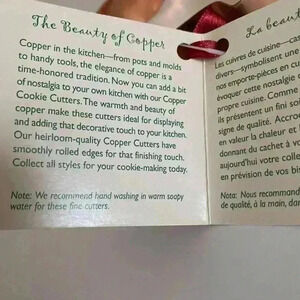 The Beauty of Copper
Copper in the kitchen—from pots and molds
to handy tools, the elegance of copper is a
time-honored tradition. Now you can add a bit
of nostalgia to your own kitchen with our Copper
Cookie Cutters. The warmth and beauty of
copper make these cutters ideal for displaying
and adding that decorative touch to your kitchen.
Our heirloom-quality Copper Cutters have
smoothly rolled edges for that finishing touch.
Collect all styles for your cookie-making today.
Note: We recommend hand washing in warm soapy
water for these fine cutters.
La beaut
Les cuivres de cuisine—cas
divers—symbolisent une
nos emporte-pièces en cui
évoquer cette nostalgie
propre cuisine. Comme
ils présentent un fini se
signe de qualité. Accro
en valeur la chaleur et
donnant du cachet à vo
aujourd'hui votre colle
en prévision de vos bis
Nota: Nous recommand
de qualité, à la main, dan